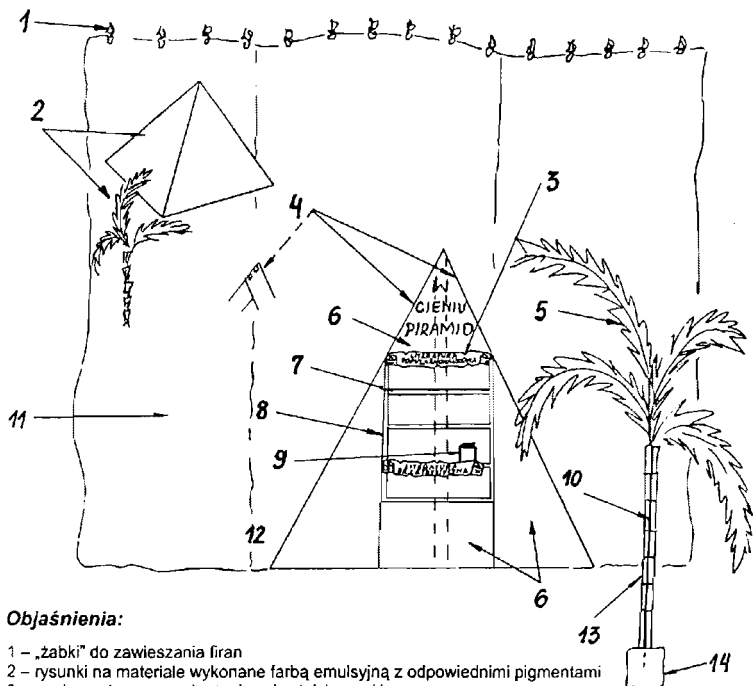 1
2
3
4
W
CIENIU
PIRAMID
5
6
7
8
9
10
11
12
6
13
14
Objaśnienia:
1 – „żabki” do zawieszania firan
2 – rysunki na materiale wykonane farbą emulsyjną z odpowiednimi pigmentami